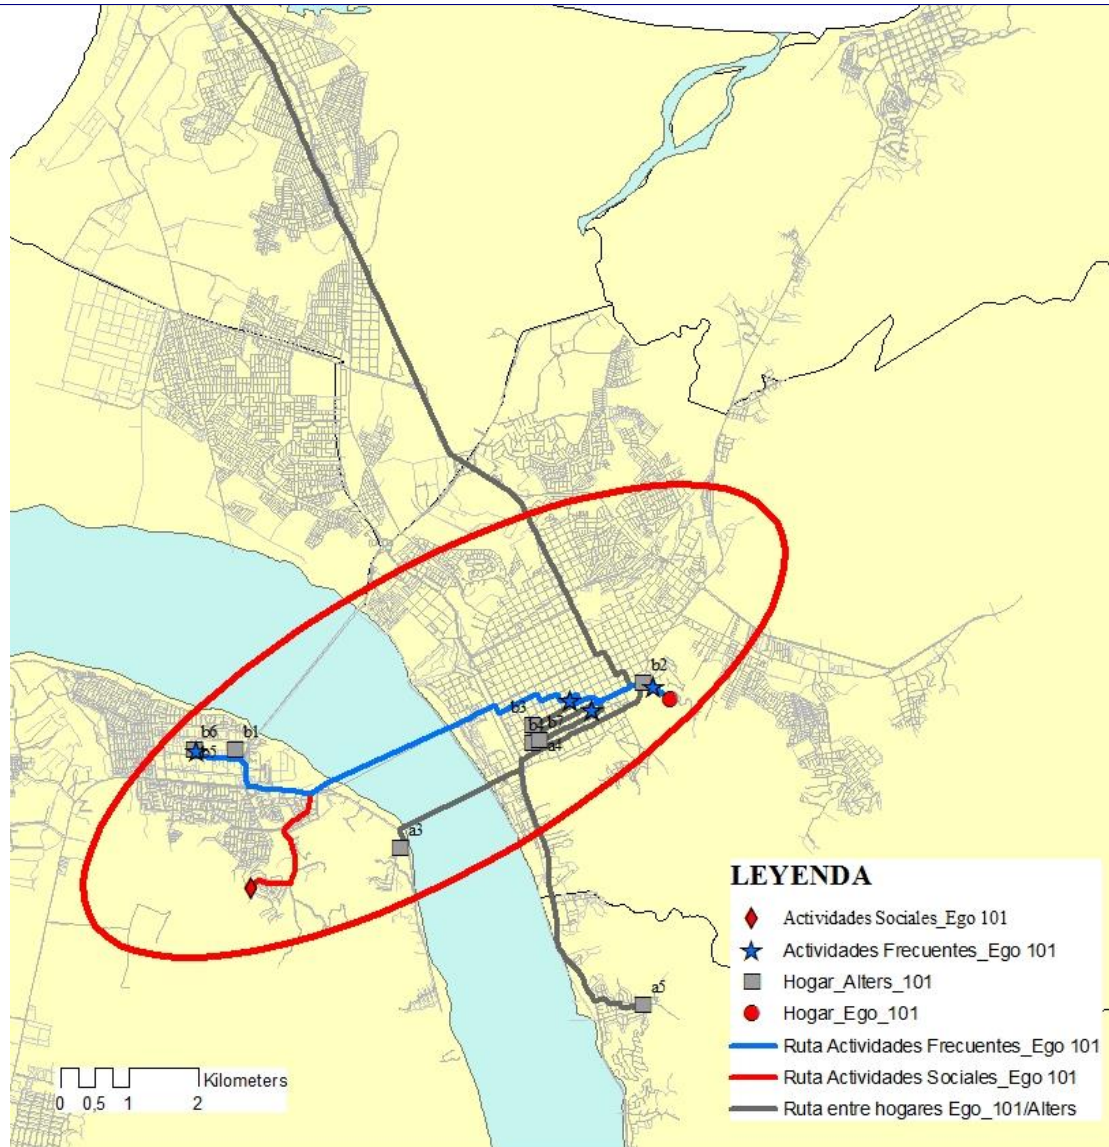 b2
b3
b4
b7
a4
b6
b1
b5
a3
a5
LEYENDA
Actividades Sociales_Ego 101
Actividades Frecuentes_Ego 101
Hogar_Alters_101
Hogar_Ego_101
Ruta Actividades Frecuentes_Ego 101
Ruta Actividades Sociales_Ego 101
Ruta entre hogares Ego_101/Alters
Kilometers
0 0,5 1 2